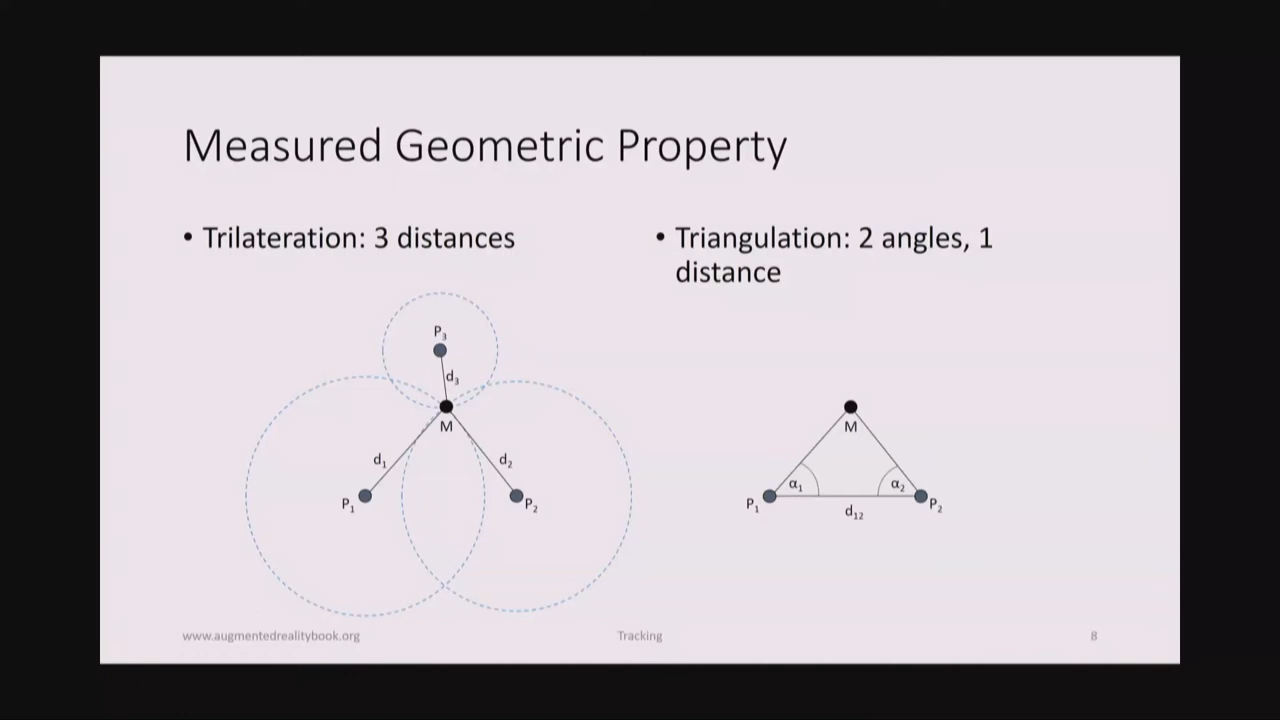 Measured Geometric Property
• Trilateration: 3 distances
• Triangulation: 2 angles, 1
distance
P₃
d₃
M
d₁
d₂
P₁
P₂
M
α₁
α₂
P₁
P₂
d₁₂
www.augmentedrealitybook.org
Tracking
8